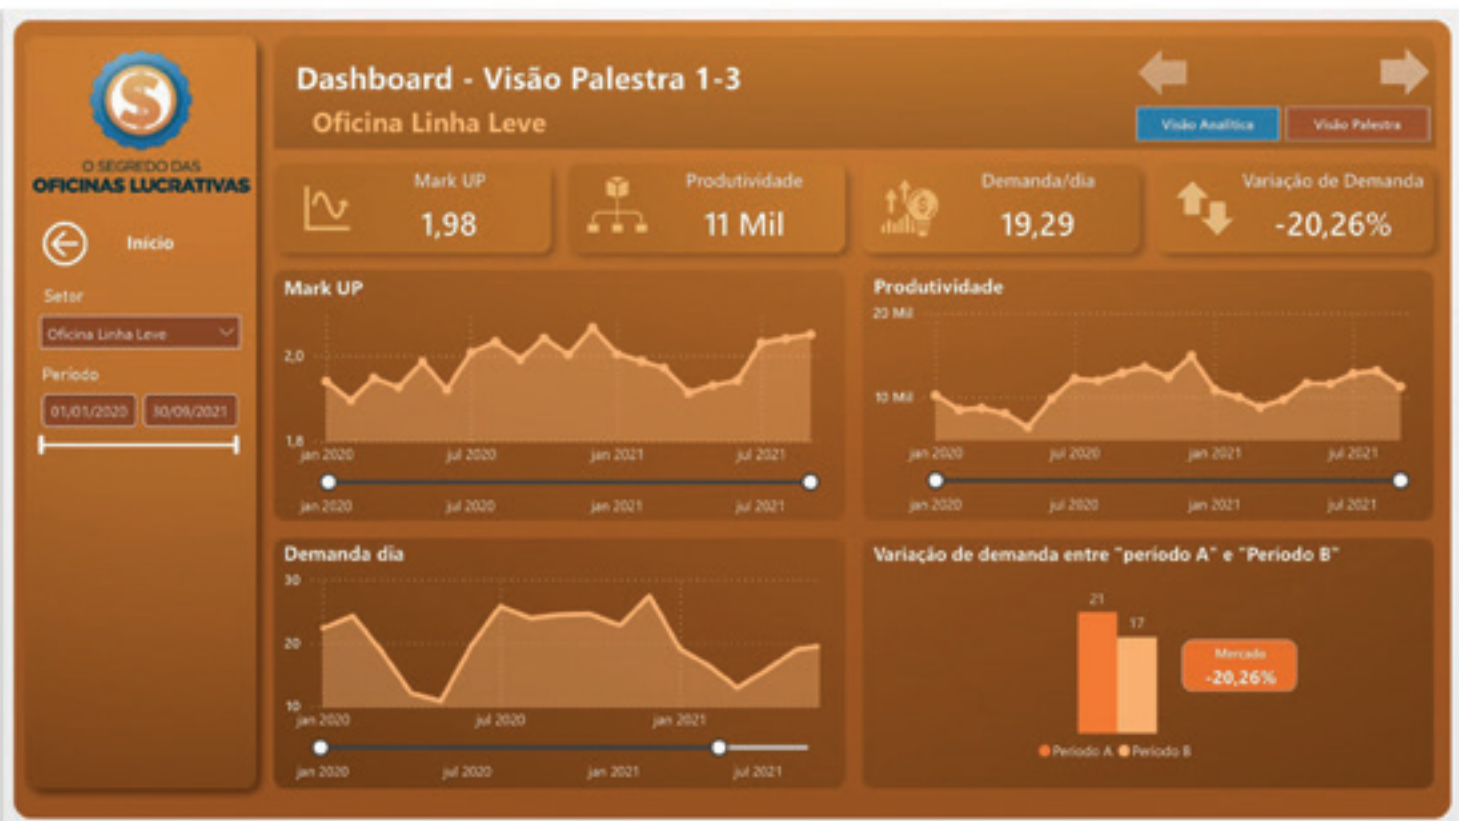 Dashboard - Visão Palestra 1-3
Oficina Linha Leve
Visão Analítica
Visão Palestra
O SEGREDO DAS
OFICINAS LUCRATIVAS
Início
Setor
Oficina Linha Leve
Período
01/01/2020 30/09/2021
Mark UP
1,98
Produtividade
11 Mil
Demanda/dia
19,29
Variação de Demanda
-20,26%
Mark UP
2,0
1,8
jan 2020 jul 2020 jan 2021 jul 2021
jan 2020 jul 2020 jan 2021 jul 2021
Produtividade
20 Mil
10 Mil
jan 2020 jul 2020 jan 2021 jul 2021
jan 2020 jul 2020 jan 2021 jul 2021
Demanda dia
30
20
10
jan 2020 jul 2020 jan 2021
jan 2020 jul 2020 jan 2021 jul 2021
Variação de demanda entre "período A" e "Período B"
21
17
Mercado
-20,26%
Período A Período B